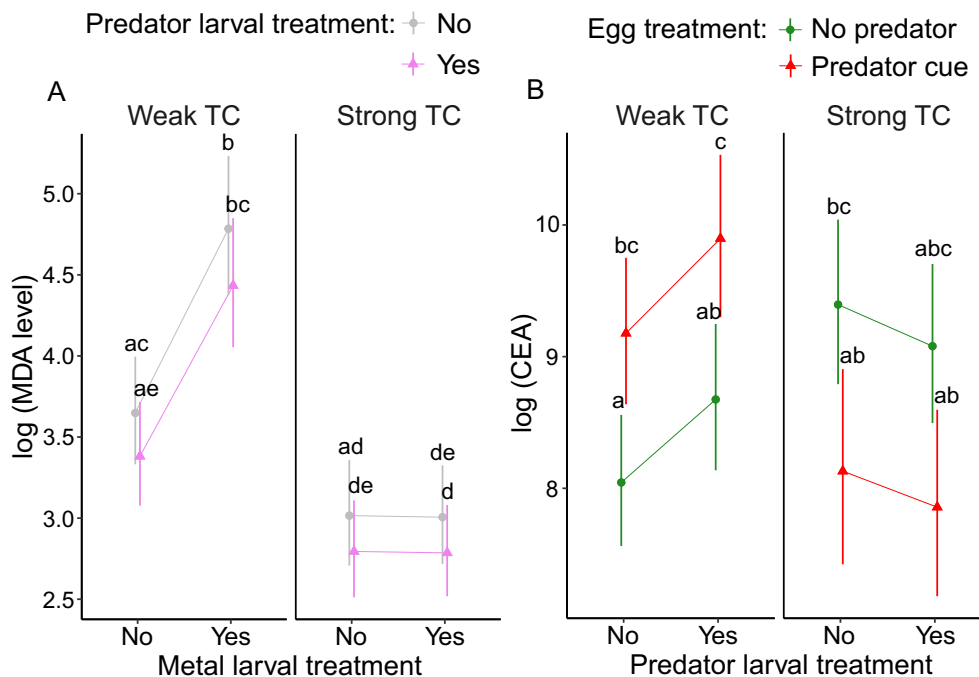 Predator larval treatment: No
Yes
A
Weak TC
Strong TC
log (MDA level)
5.0
4.5
4.0
3.5
3.0
2.5
b
bc
ac
ae
ad
de
de
d
No Yes No Yes
Metal larval treatment
Egg treatment: No predator
Predator cue
B
Weak TC
Strong TC
log (CEA)
10
9
8
c
bc
ab
a
bc
abc
ab
ab
No Yes No Yes
Predator larval treatment